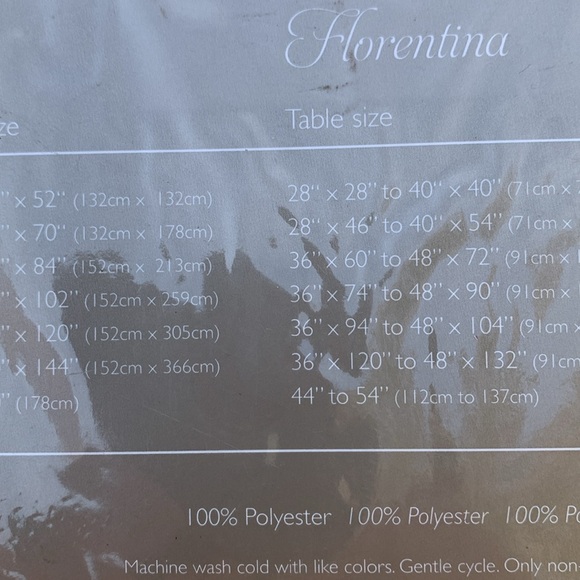 Florentina
ze Table size
" x 52" (132cm x 132cm) 28" x 28" to 40" x 40" (71cm x
" x 70" (132cm x 178cm) 28" x 46" to 40" x 54" (71cm x
" x 84" (152cm x 213cm) 36" x 60" to 48" x 72" (91cm x
" x 102" (152cm x 259cm) 36" x 74" to 48" x 90" (91cm x
" x 120" (152cm x 305cm) 36" x 94" to 48" x 104" (91cm x
" x 144" (152cm x 366cm) 36" x 120" to 48" x 132" (91cm
" (178cm) 44" to 54" (112cm to 137cm)
100% Polyester 100% Polyester 100% Po
Machine wash cold with like colors. Gentle cycle. Only non-